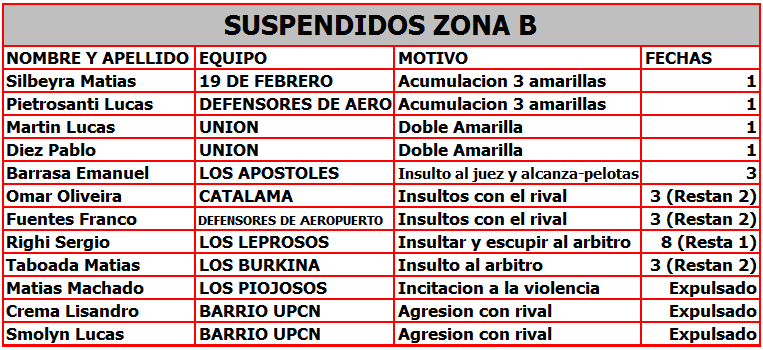 SUSPENDIDOS ZONA B
NOMBRE Y APELLIDO EQUIPO MOTIVO FECHAS
Silbeyra Matias 19 DE FEBRERO Acumulacion 3 amarillas 1
Pietrosanti Lucas DEFENSORES DE AERO Acumulacion 3 amarillas 1
Martin Lucas UNION Doble Amarilla 1
Diez Pablo UNION Doble Amarilla 1
Barrasa Emanuel LOS APOSTOLES Insulto al juez y alcanza-pelotas 3
Omar Oliveira CATALAMA Insultos con el rival 3 (Restan 2)
Fuentes Franco DEFENSORES DE AEROPUERTO Insultos con el rival 3 (Restan 2)
Righi Sergio LOS LEPROSOS Insultar y escupir al arbitro 8 (Resta 1)
Taboada Matias LOS BURKINA Insulto al arbitro 3 (Restan 2)
Matias Machado LOS PIOJOSOS Incitacion a la violencia Expulsado
Crema Lisandro BARRIO UPCN Agresion con rival Expulsado
Smolyn Lucas BARRIO UPCN Agresion con rival Expulsado